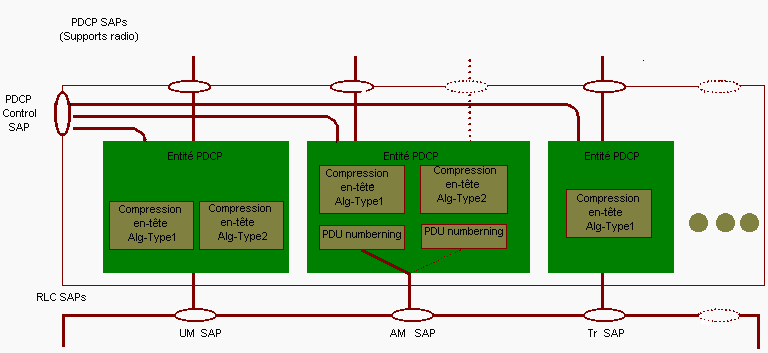 PDCP SAPs
(Supports radio)
PDCP
Control
SAP
Entité PDCP
Compression
en-tête
Alg-Type1
Compression
en-tête
Alg-Type2
Entité PDCP
Compression
en-tête
Alg-Type1
Compression
en-tête
Alg-Type2
PDU numberning
PDU numberning
Entité PDCP
Compression
en-tête
Alg-Type1
RLC SAPs
UM SAP
AM SAP
Tr SAP